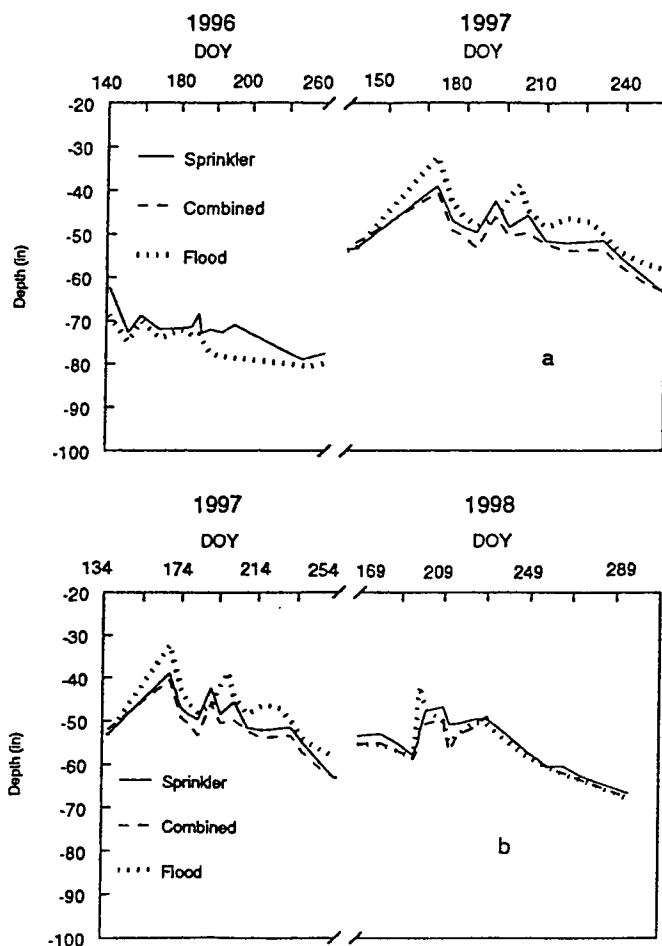 1996 1997
DOY DOY
140 160 180 200 260 150 180 210 240
-20
-30
-40
-50
-60
-70
-80
-90
-100
Depth (in)
Sprinkler
Combined
Flood
a
1997 1998
DOY DOY
134 174 214 254 169 209 249 289
-20
-30
-40
-50
-60
-70
-80
-90
-100
Depth (in)
Sprinkler
Combined
Flood
b